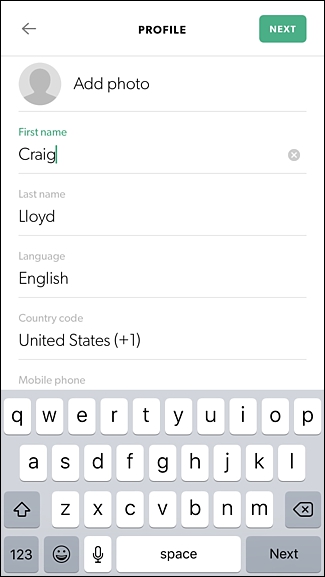 PROFILE
NEXT
Add photo
First name
Craig
Last name
Lloyd
Language
English
Country code
United States (+1)
Mobile phone
q w e r t y u i o p
a s d f g h j k l
z x c v b n m
123 space Next